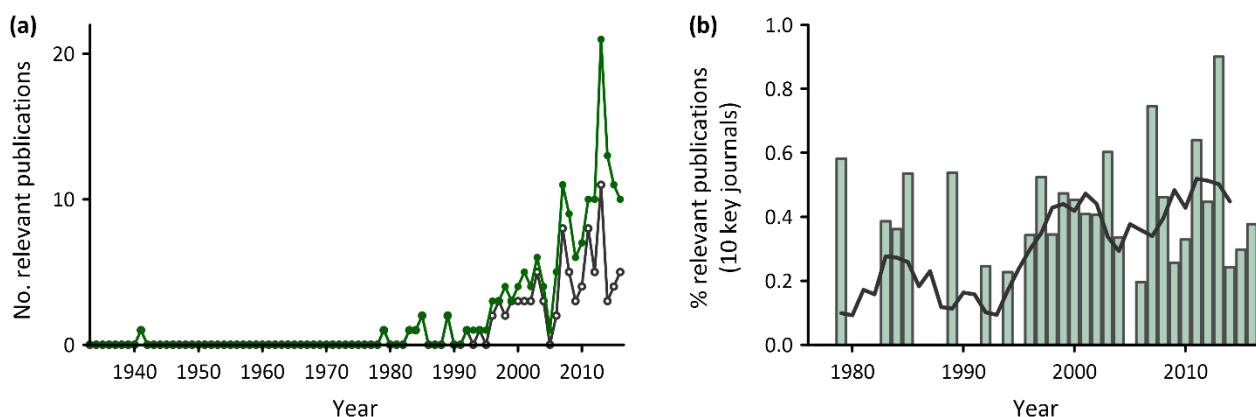 (a)
No. relevant publications
20
10
0
1940 1950 1960 1970 1980 1990 2000 2010
Year
(b)
% relevant publications
(10 key journals)
1.0
0.8
0.6
0.4
0.2
0.0
1980 1990 2000 2010
Year